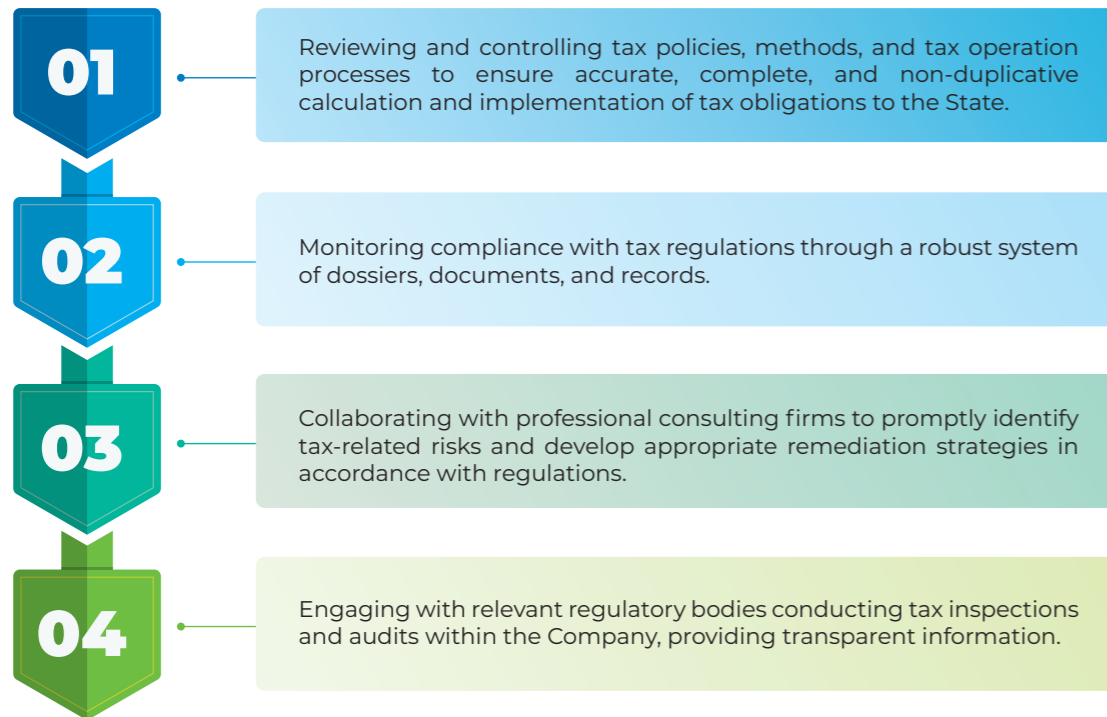 01
Reviewing and controlling tax policies, methods, and tax operation
processes to ensure accurate, complete, and non-duplicative
calculation and implementation of tax obligations to the State.
02
Monitoring compliance with tax regulations through a robust system
of dossiers, documents, and records.
03
Collaborating with professional consulting firms to promptly identify
tax-related risks and develop appropriate remediation strategies in
accordance with regulations.
04
Engaging with relevant regulatory bodies conducting tax inspections
and audits within the Company, providing transparent information.